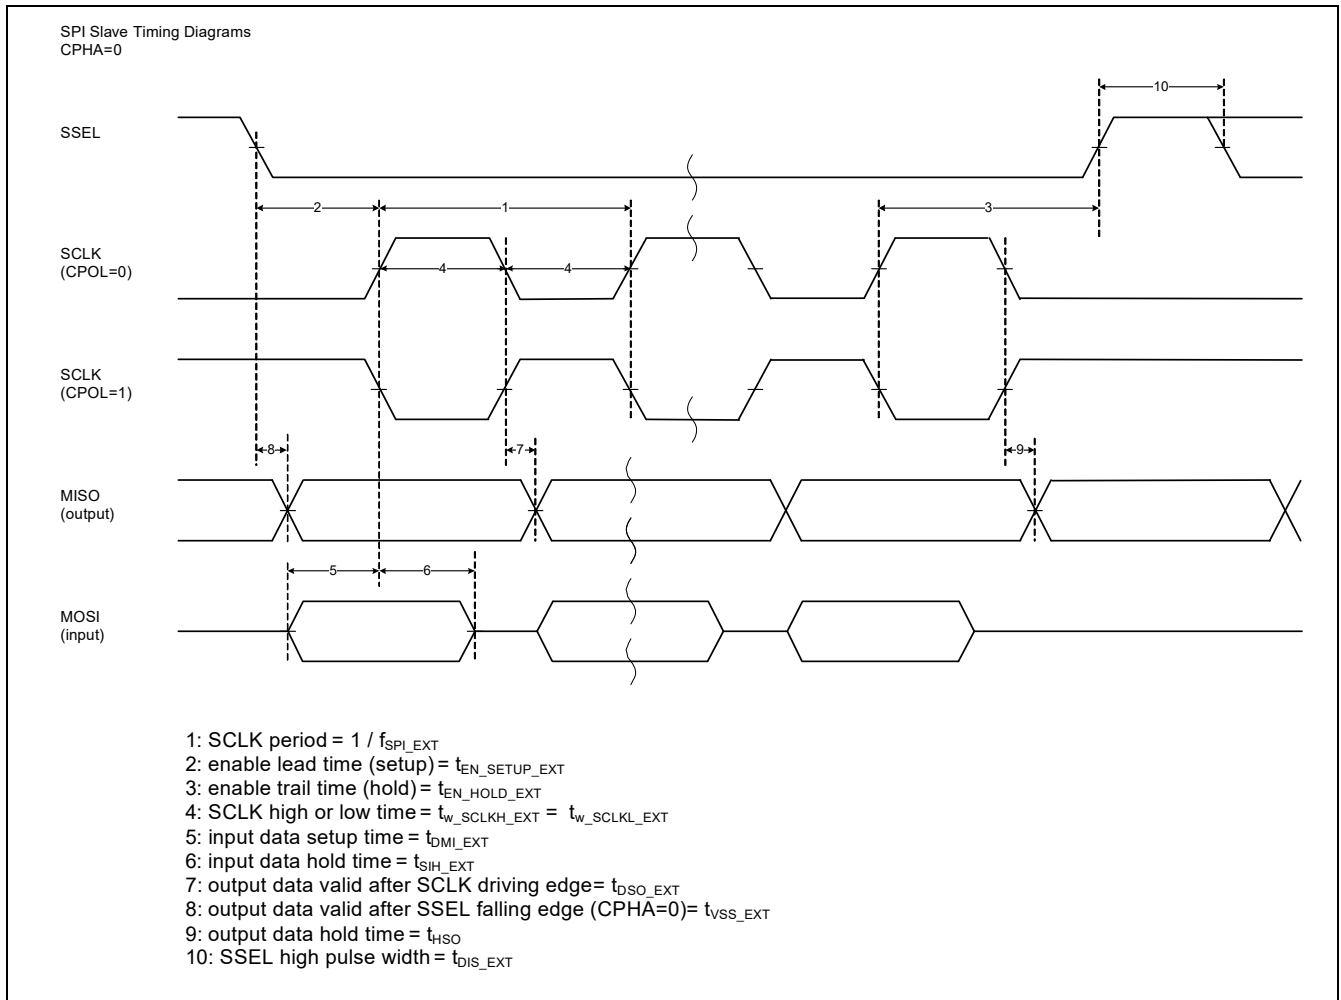 SPI Slave Timing Diagrams
CPHA=0
10
SSEL
2
1
3
SCLK
(CPOL=0)
4
4
SCLK
(CPOL=1)
8
7
9
MISO
(output)
5
6
MOSI
(input)
1: SCLK period = 1 / fSPI_EXT
2: enable lead time (setup) = tEN_SETUP_EXT
3: enable trail time (hold) = tEN_HOLD_EXT
4: SCLK high or low time = tw_SCLKH_EXT = tw_SCLKL_EXT
5: input data setup time = tDMI_EXT
6: input data hold time = tSIH_EXT
7: output data valid after SCLK driving edge= tDSO_EXT
8: output data valid after SSEL falling edge (CPHA=0)= tVSS_EXT
9: output data hold time = tHSO
10: SSEL high pulse width = tDIS_EXT